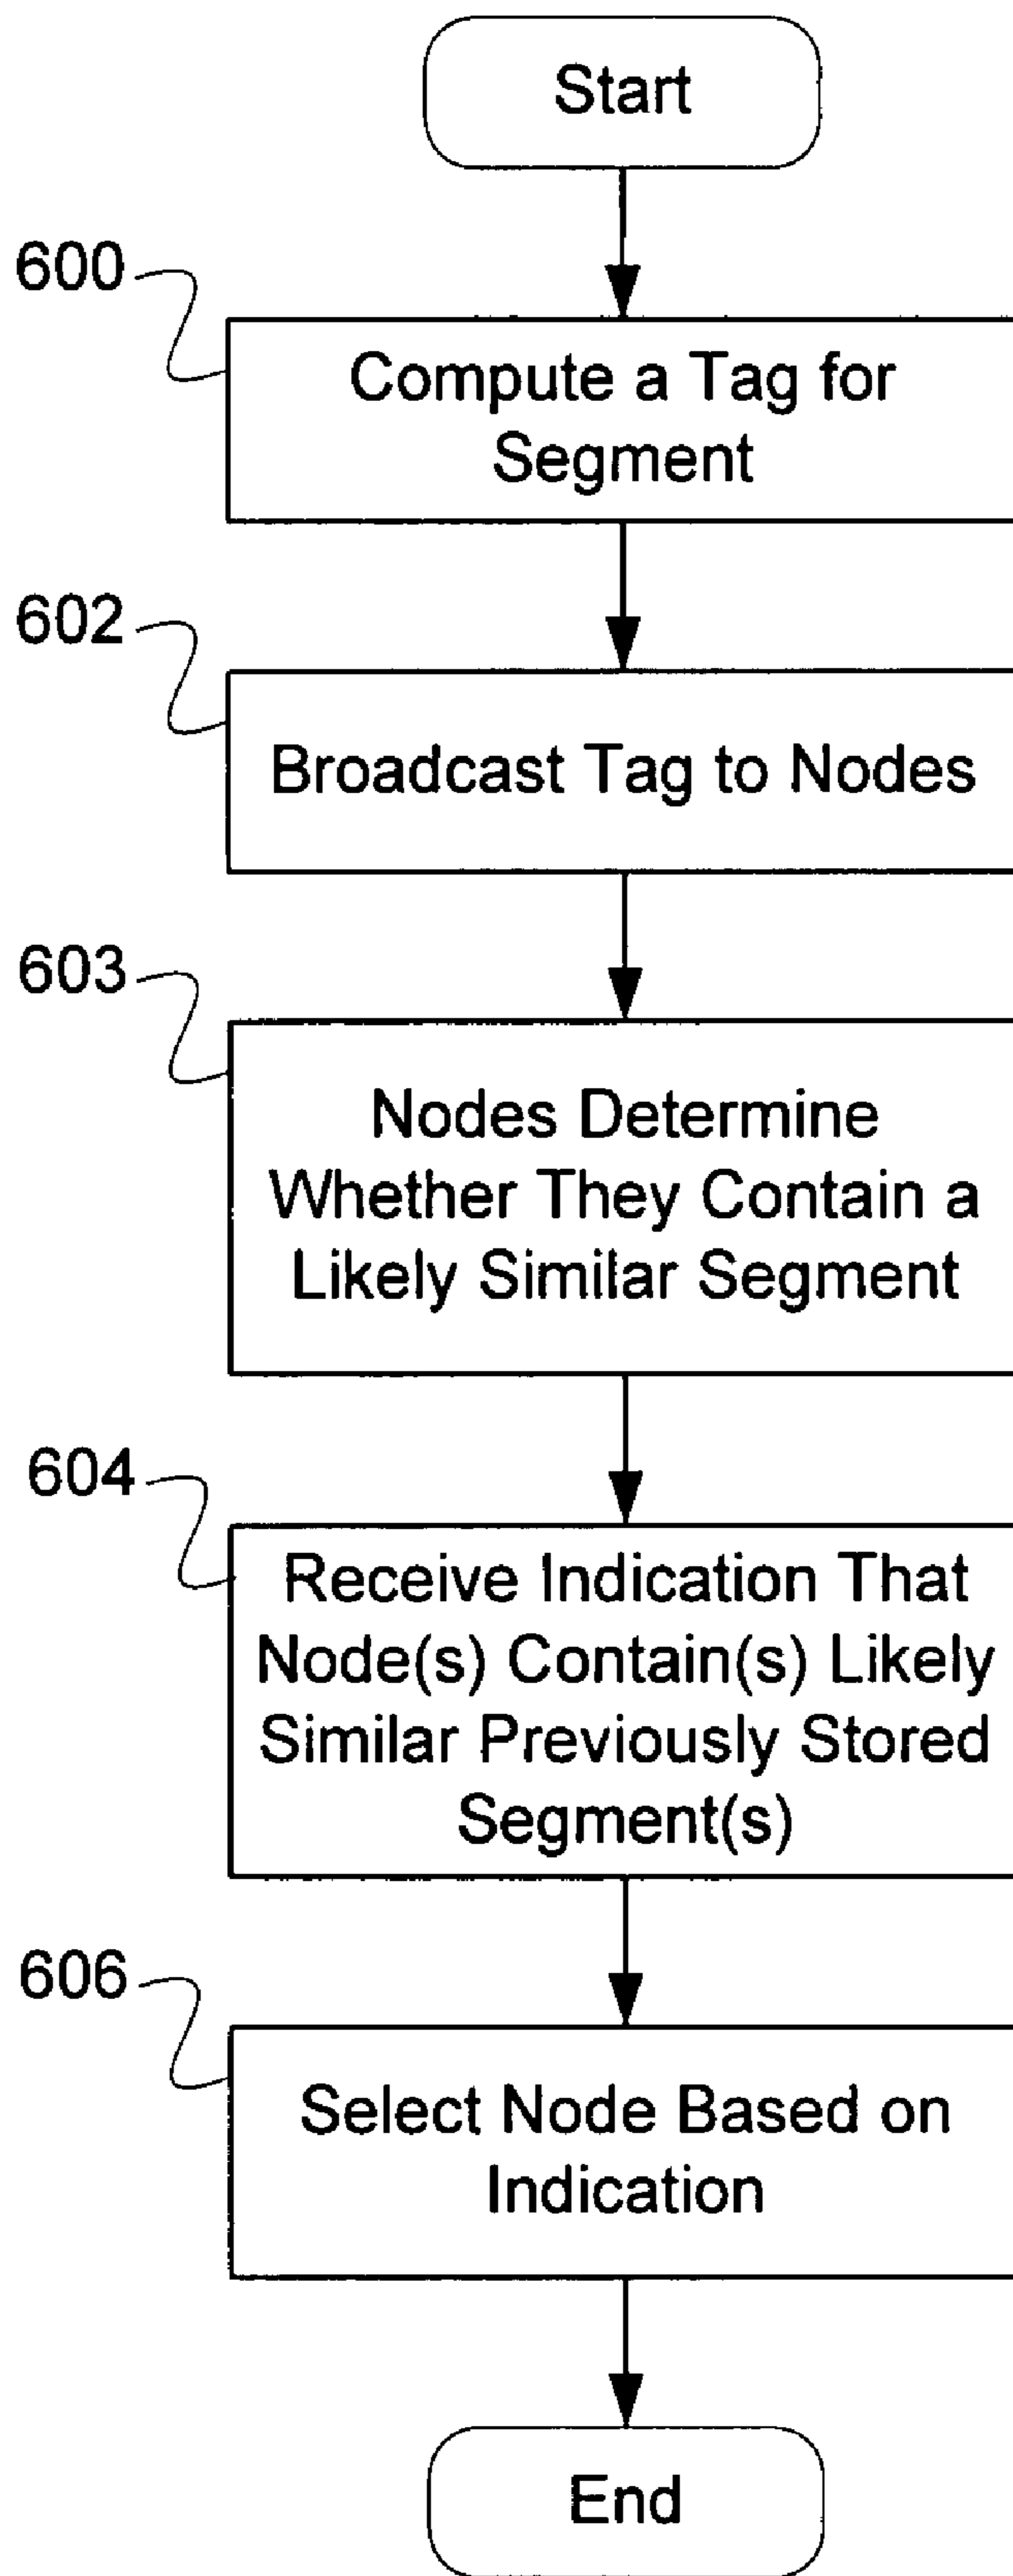 Start
600
Compute a Tag for
Segment
602
Broadcast Tag to Nodes
603
Nodes Determine
Whether They Contain a
Likely Similar Segment
604
Receive Indication That
Node(s) Contain(s) Likely
Similar Previously Stored
Segment(s)
606
Select Node Based on
Indication
End